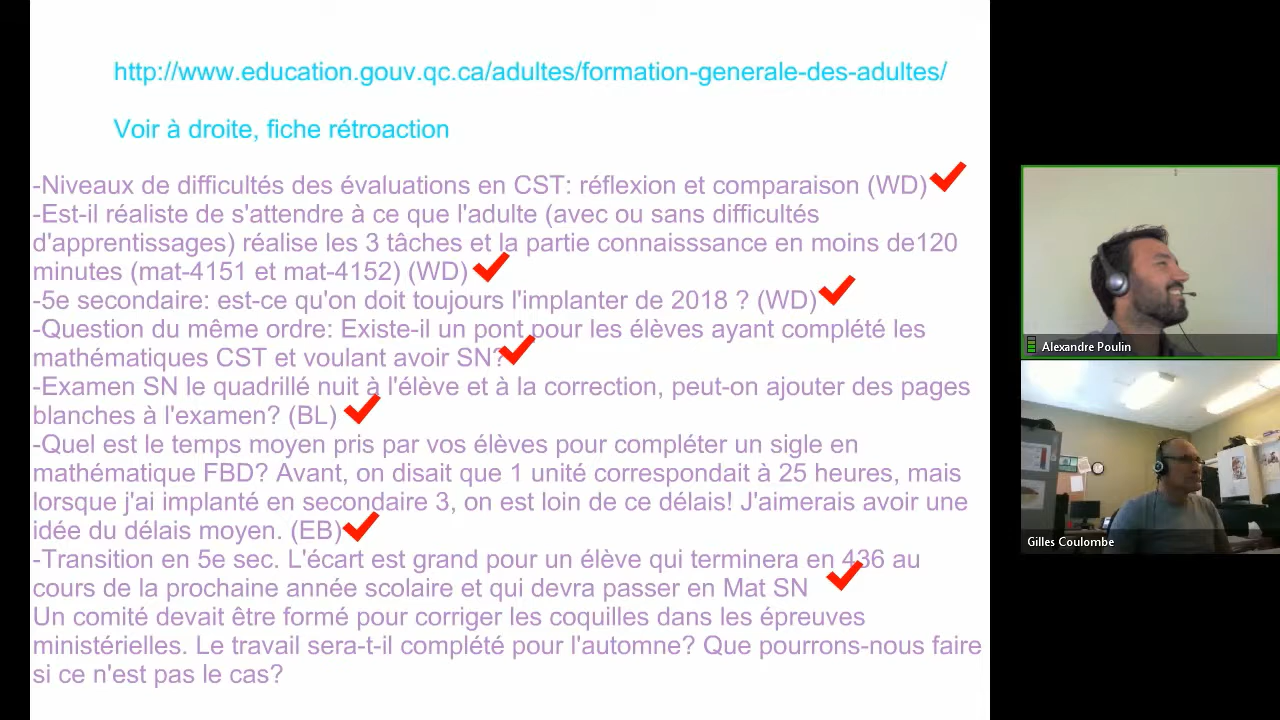 http://www.education.gouv.qc.ca/adultes/formation-generale-des-adultes/
Voir à droite, fiche rétroaction
-Niveaux de difficultés des évaluations en CST: réflexion et comparaison (WD)
-Est-il réaliste de s'attendre à ce que l'adulte (avec ou sans difficultés
d'apprentissages) réalise les 3 tâches et la partie connaisssance en moins de120
minutes (mat-4151 et mat-4152) (WD)
-5e secondaire: est-ce qu'on doit toujours l'implanter de 2018 ? (WD)
-Question du même ordre: Existe-il un pont pour les élèves ayant complété les
mathématiques CST et voulant avoir SN?
-Examen SN le quadrillé nuit à l'élève et à la correction, peut-on ajouter des pages
blanches à l'examen? (BL)
-Quel est le temps moyen pris par vos élèves pour compléter un sigle en
mathématique FBD? Avant, on disait que 1 unité correspondait à 25 heures, mais
lorsque j'ai implanté en secondaire 3, on est loin de ce délais! J'aimerais avoir une
idée du délais moyen. (EB)
-Transition en 5e sec. L'écart est grand pour un élève qui terminera en 436 au
cours de la prochaine année scolaire et qui devra passer en Mat SN
Un comité devait être formé pour corriger les coquilles dans les épreuves
ministérielles. Le travail sera-t-il complété pour l'automne? Que pourrons-nous faire
si ce n'est pas le cas?
Alexandre Poulin
Gilles Coulombe